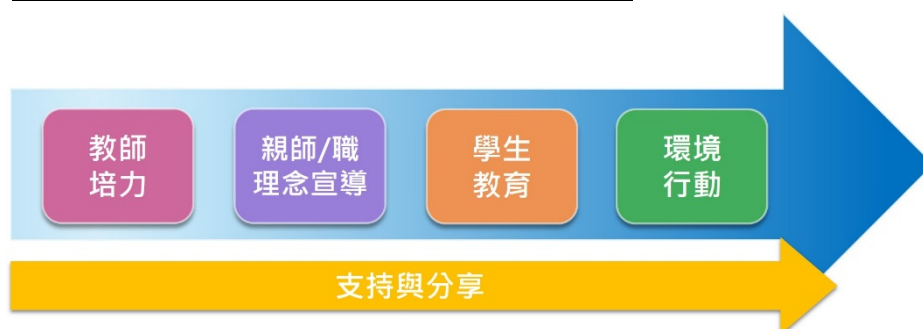 教師
培力
親師/職
理念宣導
學生
教育
環境
行動
支持與分享